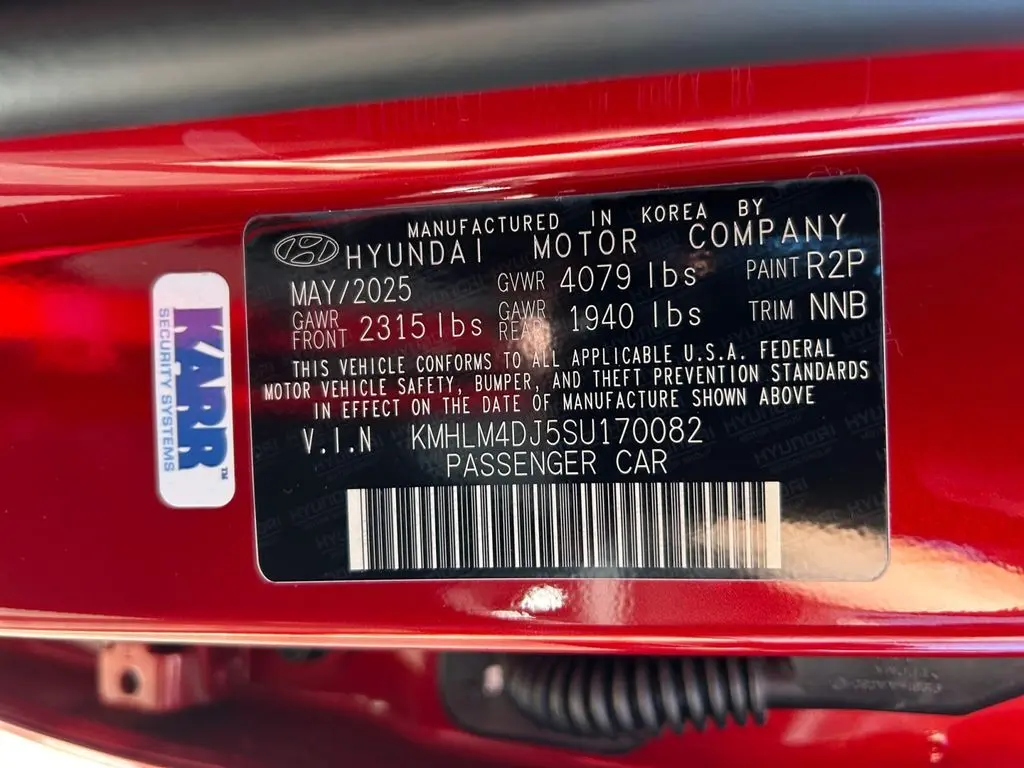 MANUFACTURED IN KOREA BY
HYUNDAI MOTOR COMPANY
MAY/2025 GVWR 4079 lbs PAINT R2P
GAWR FRONT 2315 lbs GAWR REAR 1940 lbs TRIM NNB
THIS VEHICLE CONFORMS TO ALL APPLICABLE U.S.A. FEDERAL
MOTOR VEHICLE SAFETY, BUMPER, AND THEFT PREVENTION STANDARDS
IN EFFECT ON THE DATE OF MANUFACTURE SHOWN ABOVE
V.I.N KMHLM4DJ5SU170082
PASSENGER CAR
KARR™
SECURITY SYSTEMS